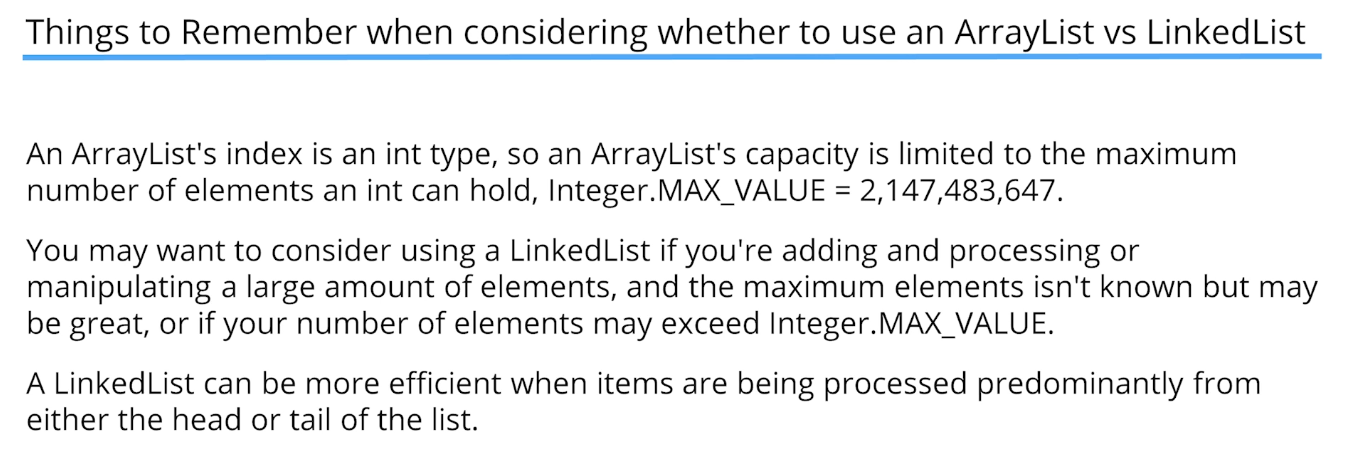 Things to Remember when considering whether to use an ArrayList vs LinkedList
An ArrayList's index is an int type, so an ArrayList's capacity is limited to the maximum
number of elements an int can hold, Integer.MAX_VALUE = 2,147,483,647.
You may want to consider using a LinkedList if you're adding and processing or
manipulating a large amount of elements, and the maximum elements isn't known but may
be great, or if your number of elements may exceed Integer.MAX_VALUE.
A LinkedList can be more efficient when items are being processed predominantly from
either the head or tail of the list.